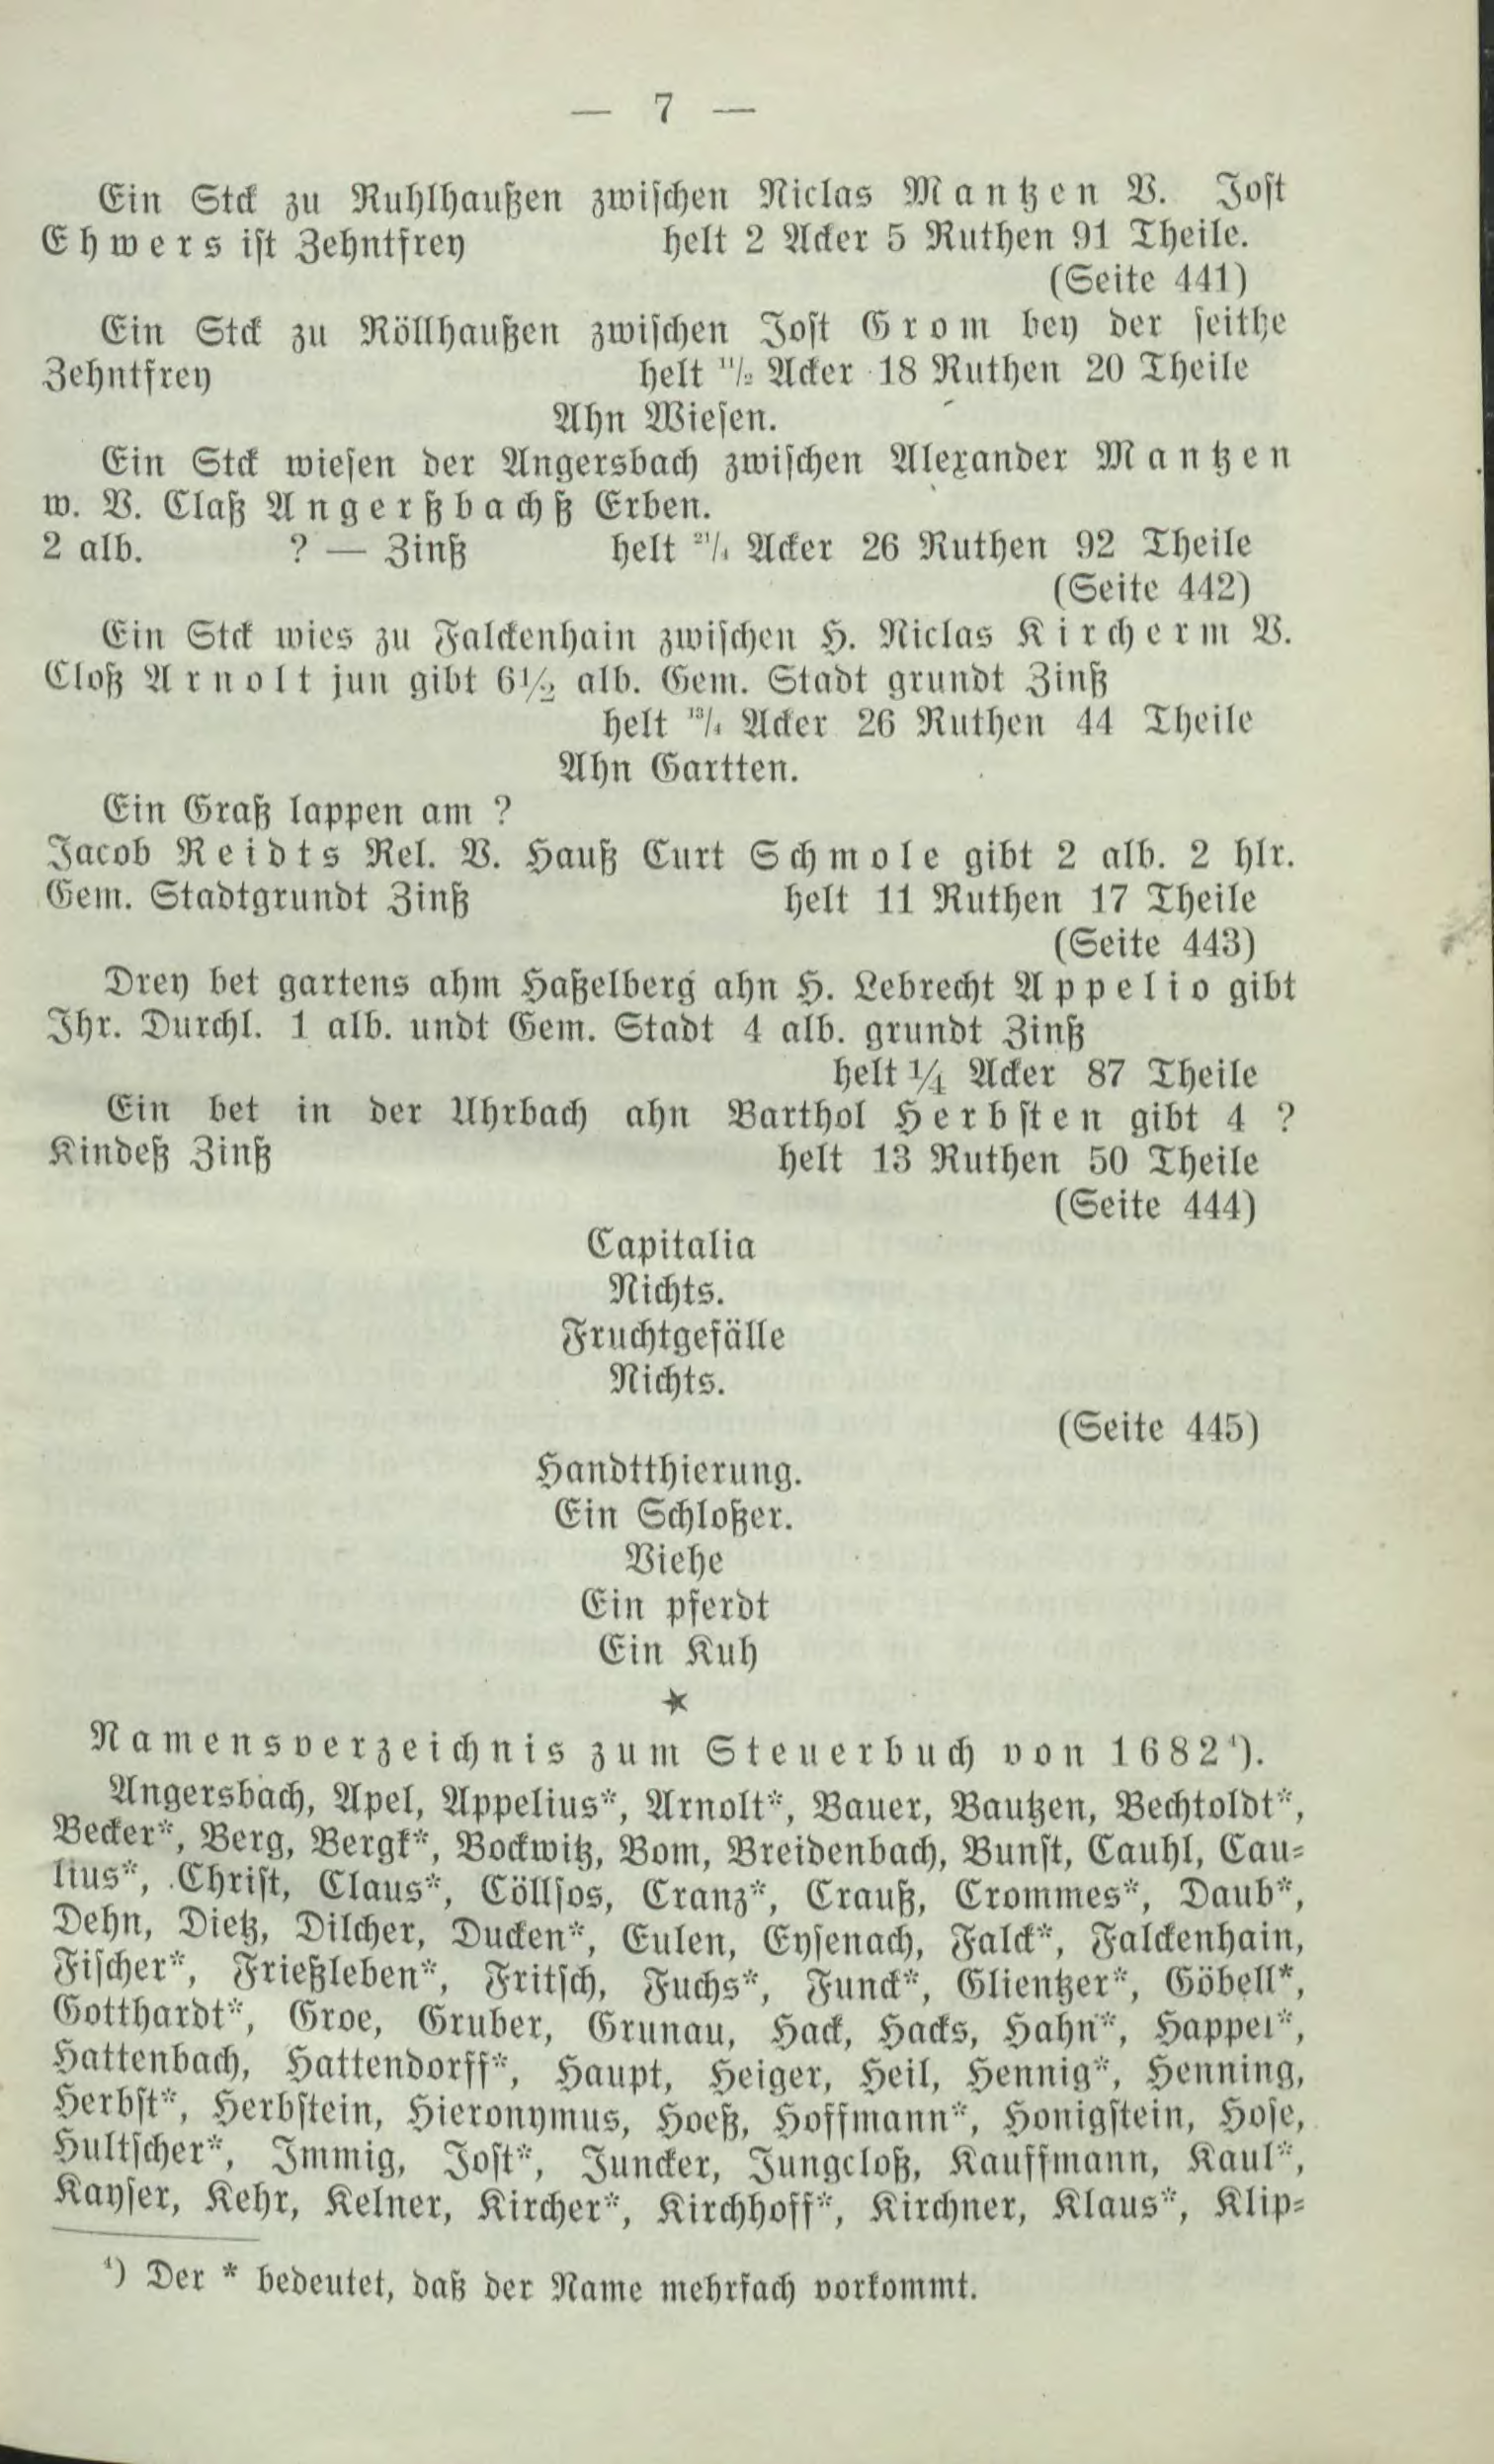 — 7 —
Ein Stck zu Ruhlhaußen zwischen Niclas Mantzen V. Jost
Ehwers ist Zehntfrey helt 2 Acker 5 Ruthen 91 Theile.
(Seite 441)
Ein Stck zu Röllhaußen zwischen Jost Grom bey der seithe
Zehntfrey helt 1 1/2 Acker 18 Ruthen 20 Theile
Ahn Wiesen.
Ein Stck wiesen der Angersbach zwischen Alexander Mantzen
w. V. Claß Angerßbachß Erben.
2 alb. ? — Zinß helt 2 1/4 Acker 26 Ruthen 92 Theile
(Seite 442)
Ein Stck wies zu Falckenhain zwischen H. Niclas Kircherm V.
Cloß Arnolt jun gibt 6 1/2 alb. Gem. Stadt grundt Zinß
helt 1 3/4 Acker 26 Ruthen 44 Theile
Ahn Gartten.
Ein Graß lappen am ?
Jacob Reidts Rel. V. Hauß Curt Schmole gibt 2 alb. 2 hlr.
Gem. Stadtgrundt Zinß helt 11 Ruthen 17 Theile
(Seite 443)
Drey bet gartens ahm Haßelberg ahn H. Lebrecht Appelio gibt
Ihr. Durchl. 1 alb. undt Gem. Stadt 4 alb. grundt Zinß
helt 1/4 Acker 87 Theile
Ein bet in der Uhrbach ahn Barthol Herbsten gibt 4 ?
Kindeß Zinß helt 13 Ruthen 50 Theile
(Seite 444)
Capitalia
Nichts.
Fruchtgefälle
Nichts.
(Seite 445)
Handtthierung.
Ein Schloßer.
Viehe
Ein pferdt
Ein Kuh
★
Namensverzeichnis zum Steuerbuch von 1682⁴).
Angersbach, Apel, Appelius*, Arnolt*, Bauer, Bautzen, Bechtoldt*,
Becker*, Berg, Bergk*, Bockwitz, Bom, Breidenbach, Bunst, Cauhl, Cau-
lius*, Christ, Claus*, Cöllsos, Cranz*, Crauß, Crommes*, Daub*,
Dehn, Dietz, Dilcher, Ducken*, Eulen, Eysenach, Falck*, Falckenhain,
Fischer*, Frießleben*, Fritsch, Fuchs*, Funck*, Glientzer*, Göbell*,
Gotthardt*, Groe, Gruber, Grunau, Hack, Hacks, Hahn*, Happel*,
Hattenbach, Hattendorff*, Haupt, Heiger, Heil, Hennig*, Henning,
Herbst*, Herbstein, Hieronymus, Hoeß, Hoffmann*, Honigstein, Hose,
Hultscher*, Immig, Jost*, Juncker, Jungcloß, Kauffmann, Kaul*,
Kayser, Kehr, Kelner, Kircher*, Kirchhoff*, Kirchner, Klaus*, Klip-
⁴) Der * bedeutet, daß der Name mehrfach vorkommt.